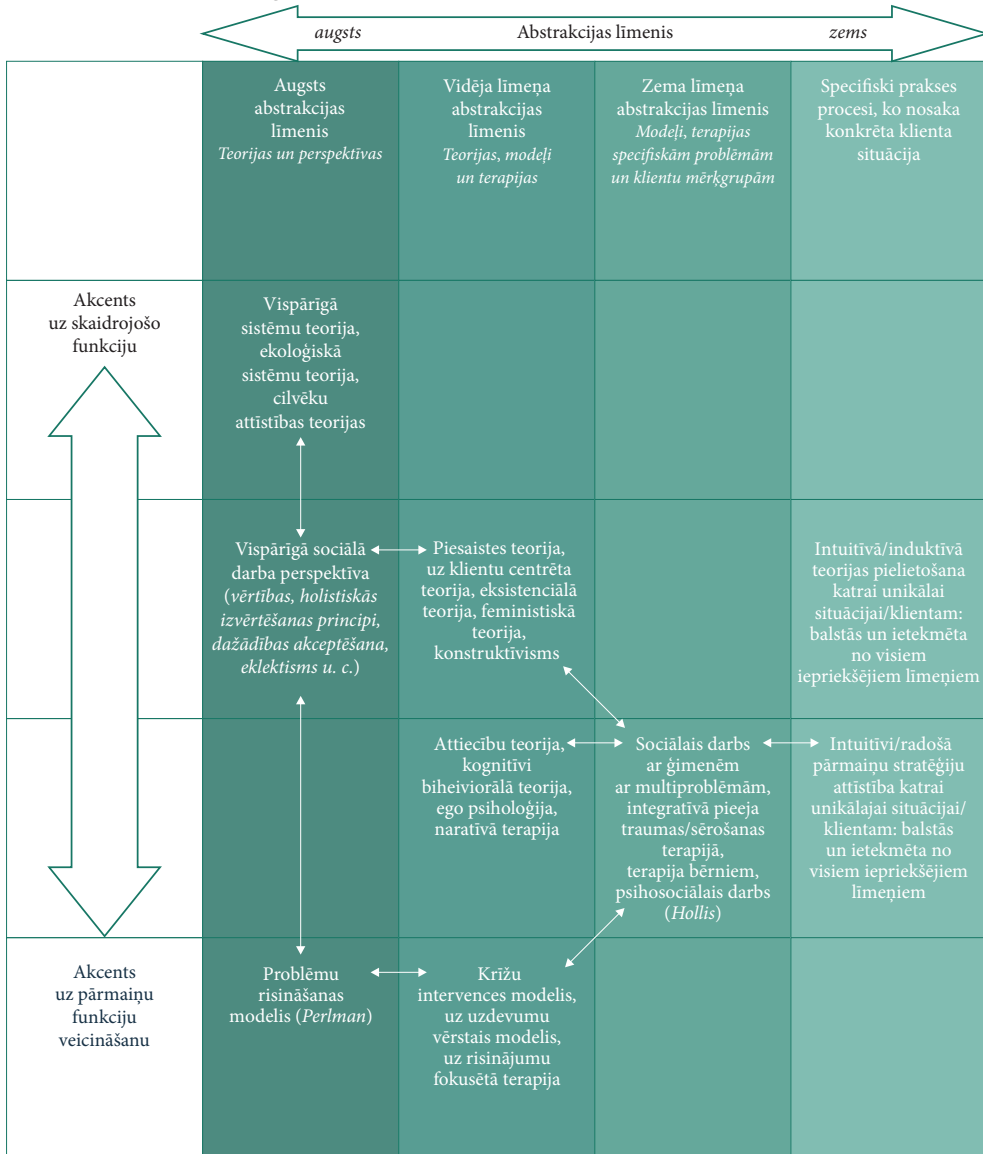 augsts Abstrakcijas līmenis zems
Augsts
abstrakcijas
līmenis
Teorijas un perspektīvas
Vidēja līmeņa
abstrakcijas
līmenis
Teorijas, modeļi
un terapijas
Zema līmeņa
abstrakcijas līmenis
Modeļi, terapijas
specifiskām problēmām
un klientu mērķgrupām
Specifiski prakses
procesi, ko nosaka
konkrēta klienta
situācija
Akcents
uz skaidrojošo
funkciju
Vispārīgā
sistēmu teorija,
ekoloģiskā
sistēmu teorija,
cilvēku
attīstības teorijas
Vispārīgā sociālā
darba perspektīva
(vērtības, holistiskās
izvērtēšanas principi,
dažādības akceptēšana,
eklektisms u. c.)
Piesaistes teorija,
uz klientu centrēta
teorija, eksistenciālā
teorija, feministiskā
teorija,
konstruktīvisms
Intuitīvā/induktīvā
teorijas pielietošana
katrai unikālai
situācijai/klientam:
balstās un ietekmēta
no visiem
iepriekšējiem līmeņiem
Attiecību teorija,
kognitīvi
biheiviorālā teorija,
ego psiholoģija,
naratīvā terapija
Sociālais darbs
ar ģimenēm
ar multiproblēmām,
integratīvā pieeja
traumas/sērošanas
terapijā,
terapija bērniem,
psihosociālais darbs
(Hollis)
Intuitīvi/radošā
pārmaiņu stratēģiju
attīstība katrai
unikālajai situācijai/
klientam: balstās
un ietekmēta no
visiem iepriekšējiem
līmeņiem
Akcents
uz pārmaiņu
funkciju
veicināšanu
Problēmu
risināšanas
modelis (Perlman)
Krīžu
intervences modelis,
uz uzdevumu
vērstais modelis,
uz risinājumu
fokusētā terapija